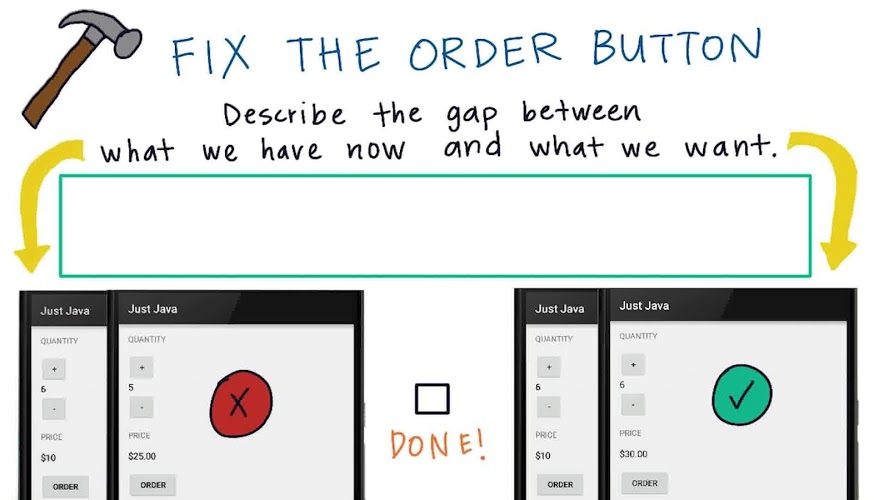 FIX THE ORDER BUTTON
Describe the gap between
what we have now and what we want.
Just Java
QUANTITY
+
6
-
PRICE
$10
ORDER
Just Java
QUANTITY
+
5
-
PRICE
$25.00
ORDER
X
DONE!
Just Java
QUANTITY
+
6
-
PRICE
$10
ORDER
Just Java
QUANTITY
+
6
-
PRICE
$30.00
ORDER